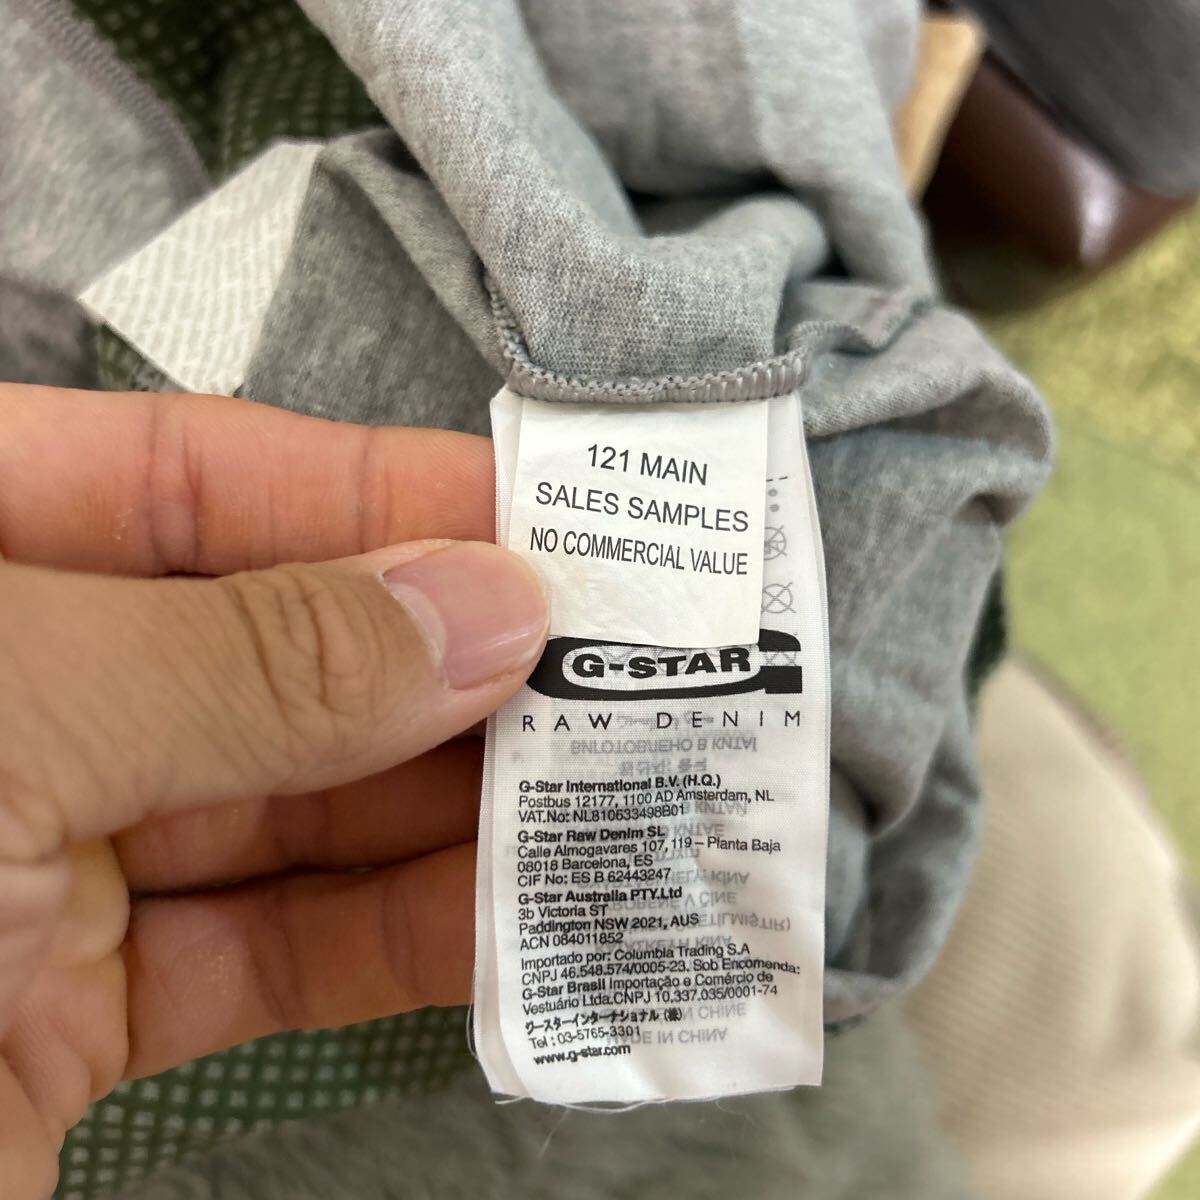 121 MAIN
SALES SAMPLES
NO COMMERCIAL VALUE
G-STAR
RAW DENIM
G-Star International B.V. (H.Q.)
Postbus 12177, 1100 AD Amsterdam, NL
VAT.No: NL810633498B01
G-Star Raw Denim SL
Calle Almogavares 107, 119 – Planta Baja
08018 Barcelona, ES
CIF No: ES B 62443247
G-Star Australia PTY.Ltd
3b Victoria ST
Paddington NSW 2021, AUS
ACN 084011852
Importado por: Columbia Trading S.A
CNPJ 46.548.574/0005-23. Sob Encomenda:
G-Star Brasil Importação e Comércio de
Vestuário Ltda.CNPJ 10.337.035/0001-74
ジースターインターナショナル（株）
Tel : 03-5765-3301
www.g-star.com
MADE IN CHINA